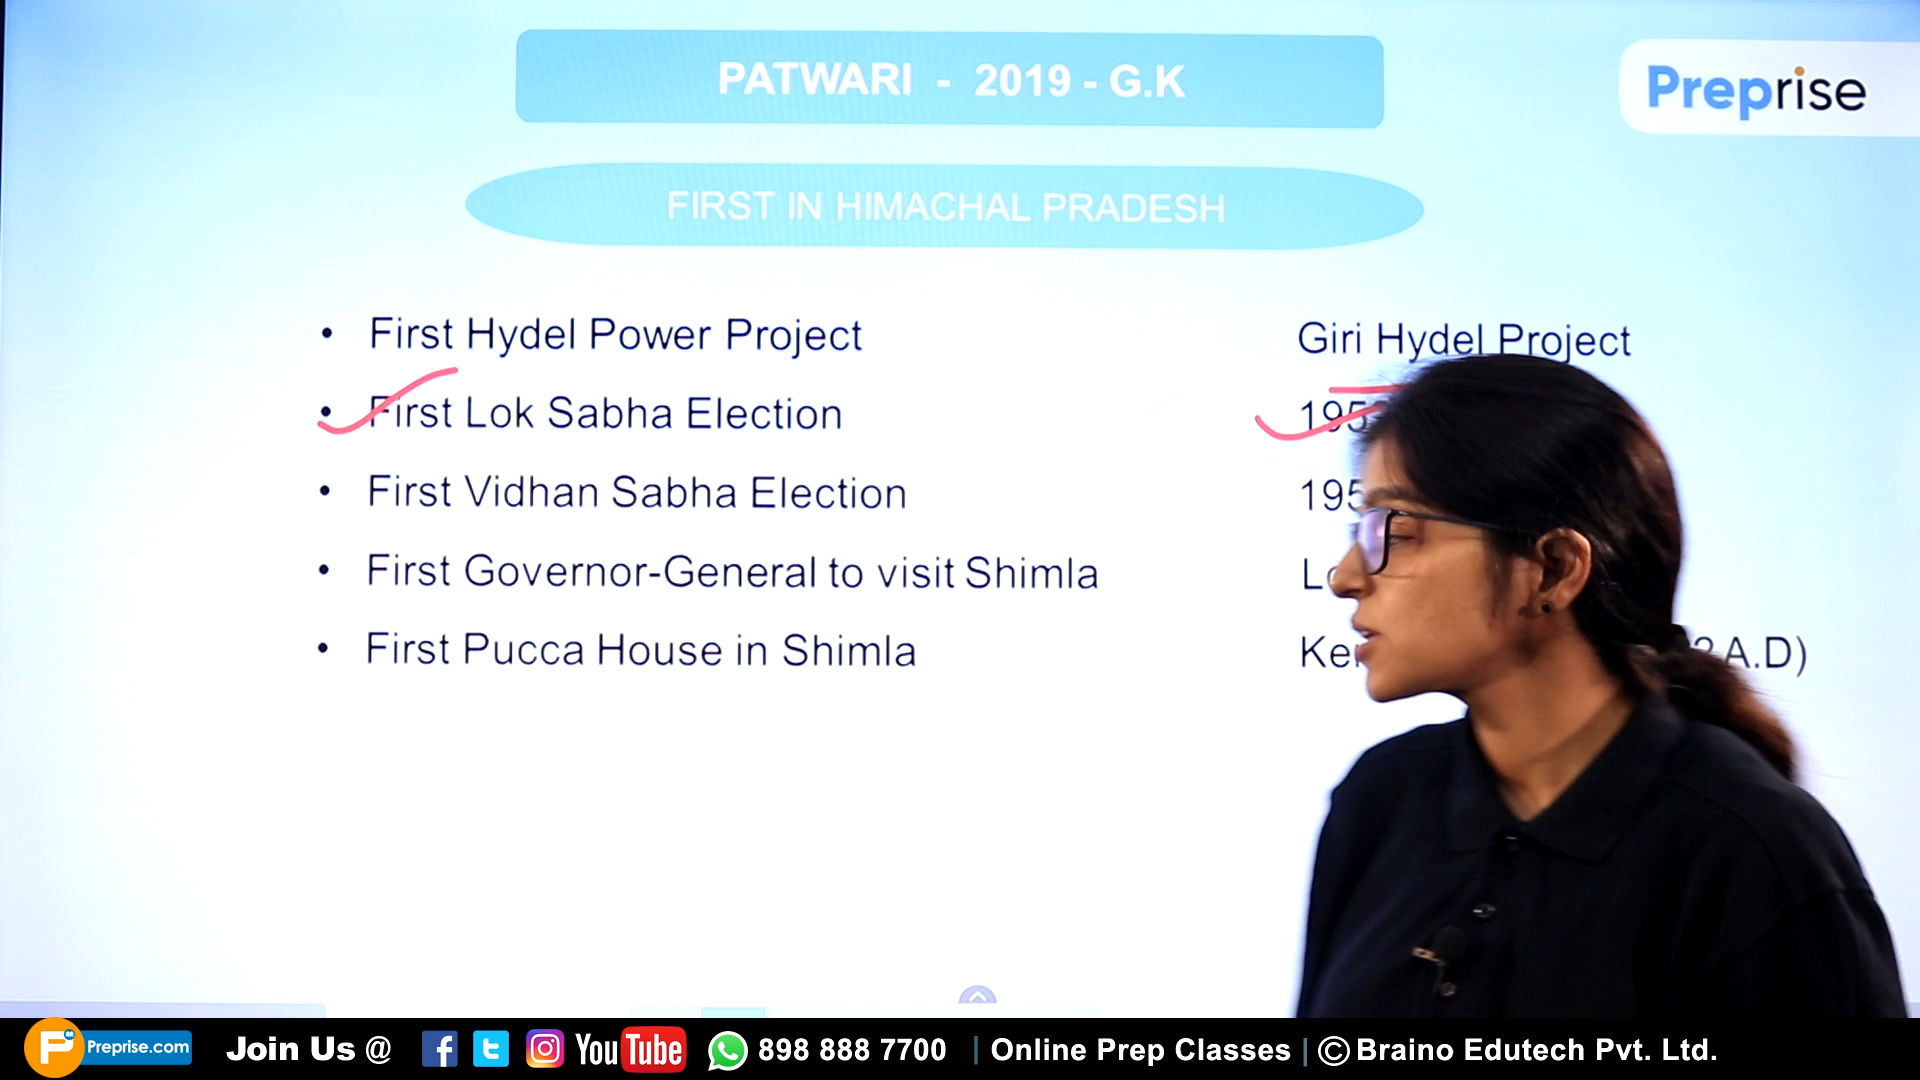 PATWARI - 2019 - G.K
Preprise
FIRST IN HIMACHAL PRADESH
• First Hydel Power Project Giri Hydel Project
• First Lok Sabha Election
• First Vidhan Sabha Election
• First Governor-General to visit Shimla
• First Pucca House in Shimla A.D)
Preprise.com Join Us @ YouTube 898 888 7700 | Online Prep Classes | © Braino Edutech Pvt. Ltd.